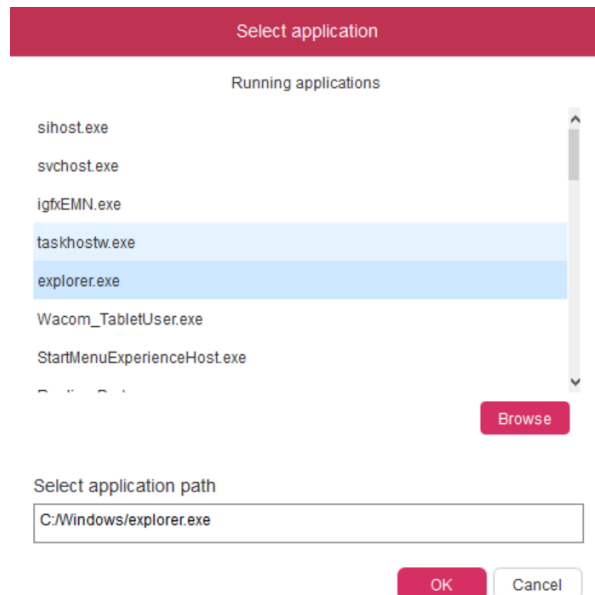 Select application
Running applications
sihost.exe
svchost.exe
igfxEMN.exe
taskhostw.exe
explorer.exe
Wacom_TabletUser.exe
StartMenuExperienceHost.exe
Browse
Select application path
C:/Windows/explorer.exe
OK Cancel